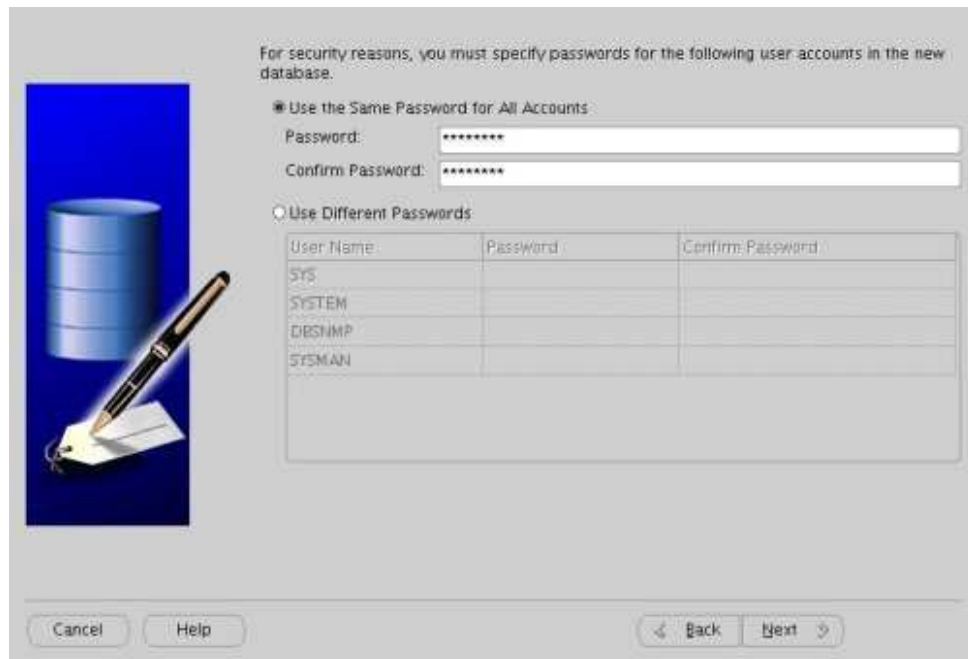 For security reasons, you must specify passwords for the following user accounts in the new
database.
Use the Same Password for All Accounts
Password: ********
Confirm Password: ********
Use Different Passwords
User Name Password Confirm Password
SYS
SYSTEM
DBSNMP
SYSMAN
Cancel Help Back Next